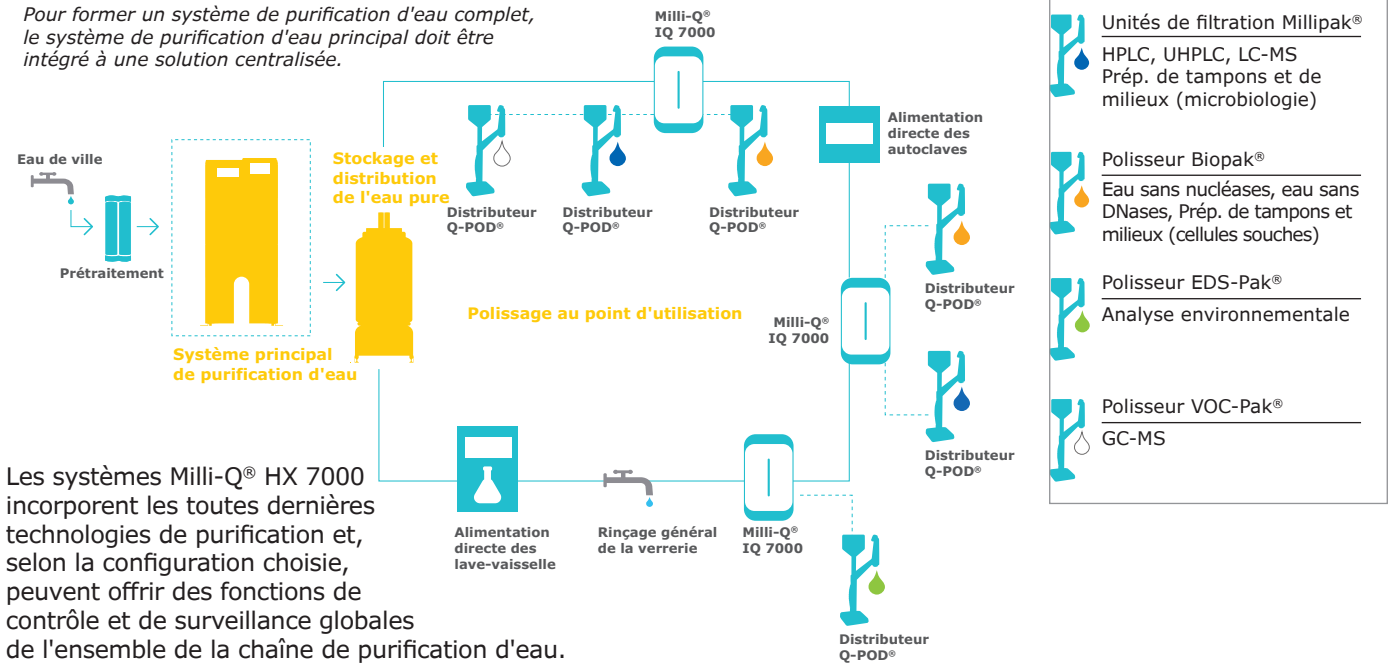 Pour former un système de purification d'eau complet,
le système de purification d'eau principal doit être
intégré à une solution centralisée.
Milli-Q®
IQ 7000
Eau de ville
Prétraitement
Système principal
de purification d'eau
Stockage et
distribution
de l'eau pure
Distributeur
Q-POD®
Distributeur
Q-POD®
Distributeur
Q-POD®
Alimentation
directe des
autoclaves
Polissage au point d'utilisation
Milli-Q®
IQ 7000
Distributeur
Q-POD®
Distributeur
Q-POD®
Alimentation
directe des
lave-vaisselle
Rinçage général
de la verrerie
Milli-Q®
IQ 7000
Distributeur
Q-POD®
Les systèmes Milli-Q® HX 7000
incorporent les toutes dernières
technologies de purification et,
selon la configuration choisie,
peuvent offrir des fonctions de
contrôle et de surveillance globales
de l'ensemble de la chaîne de purification d'eau.
Unités de filtration Millipak®
HPLC, UHPLC, LC-MS
Prép. de tampons et de
milieux (microbiologie)
Polisseur Biopak®
Eau sans nucléases, eau sans
DNases, Prép. de tampons et
milieux (cellules souches)
Polisseur EDS-Pak®
Analyse environnementale
Polisseur VOC-Pak®
GC-MS